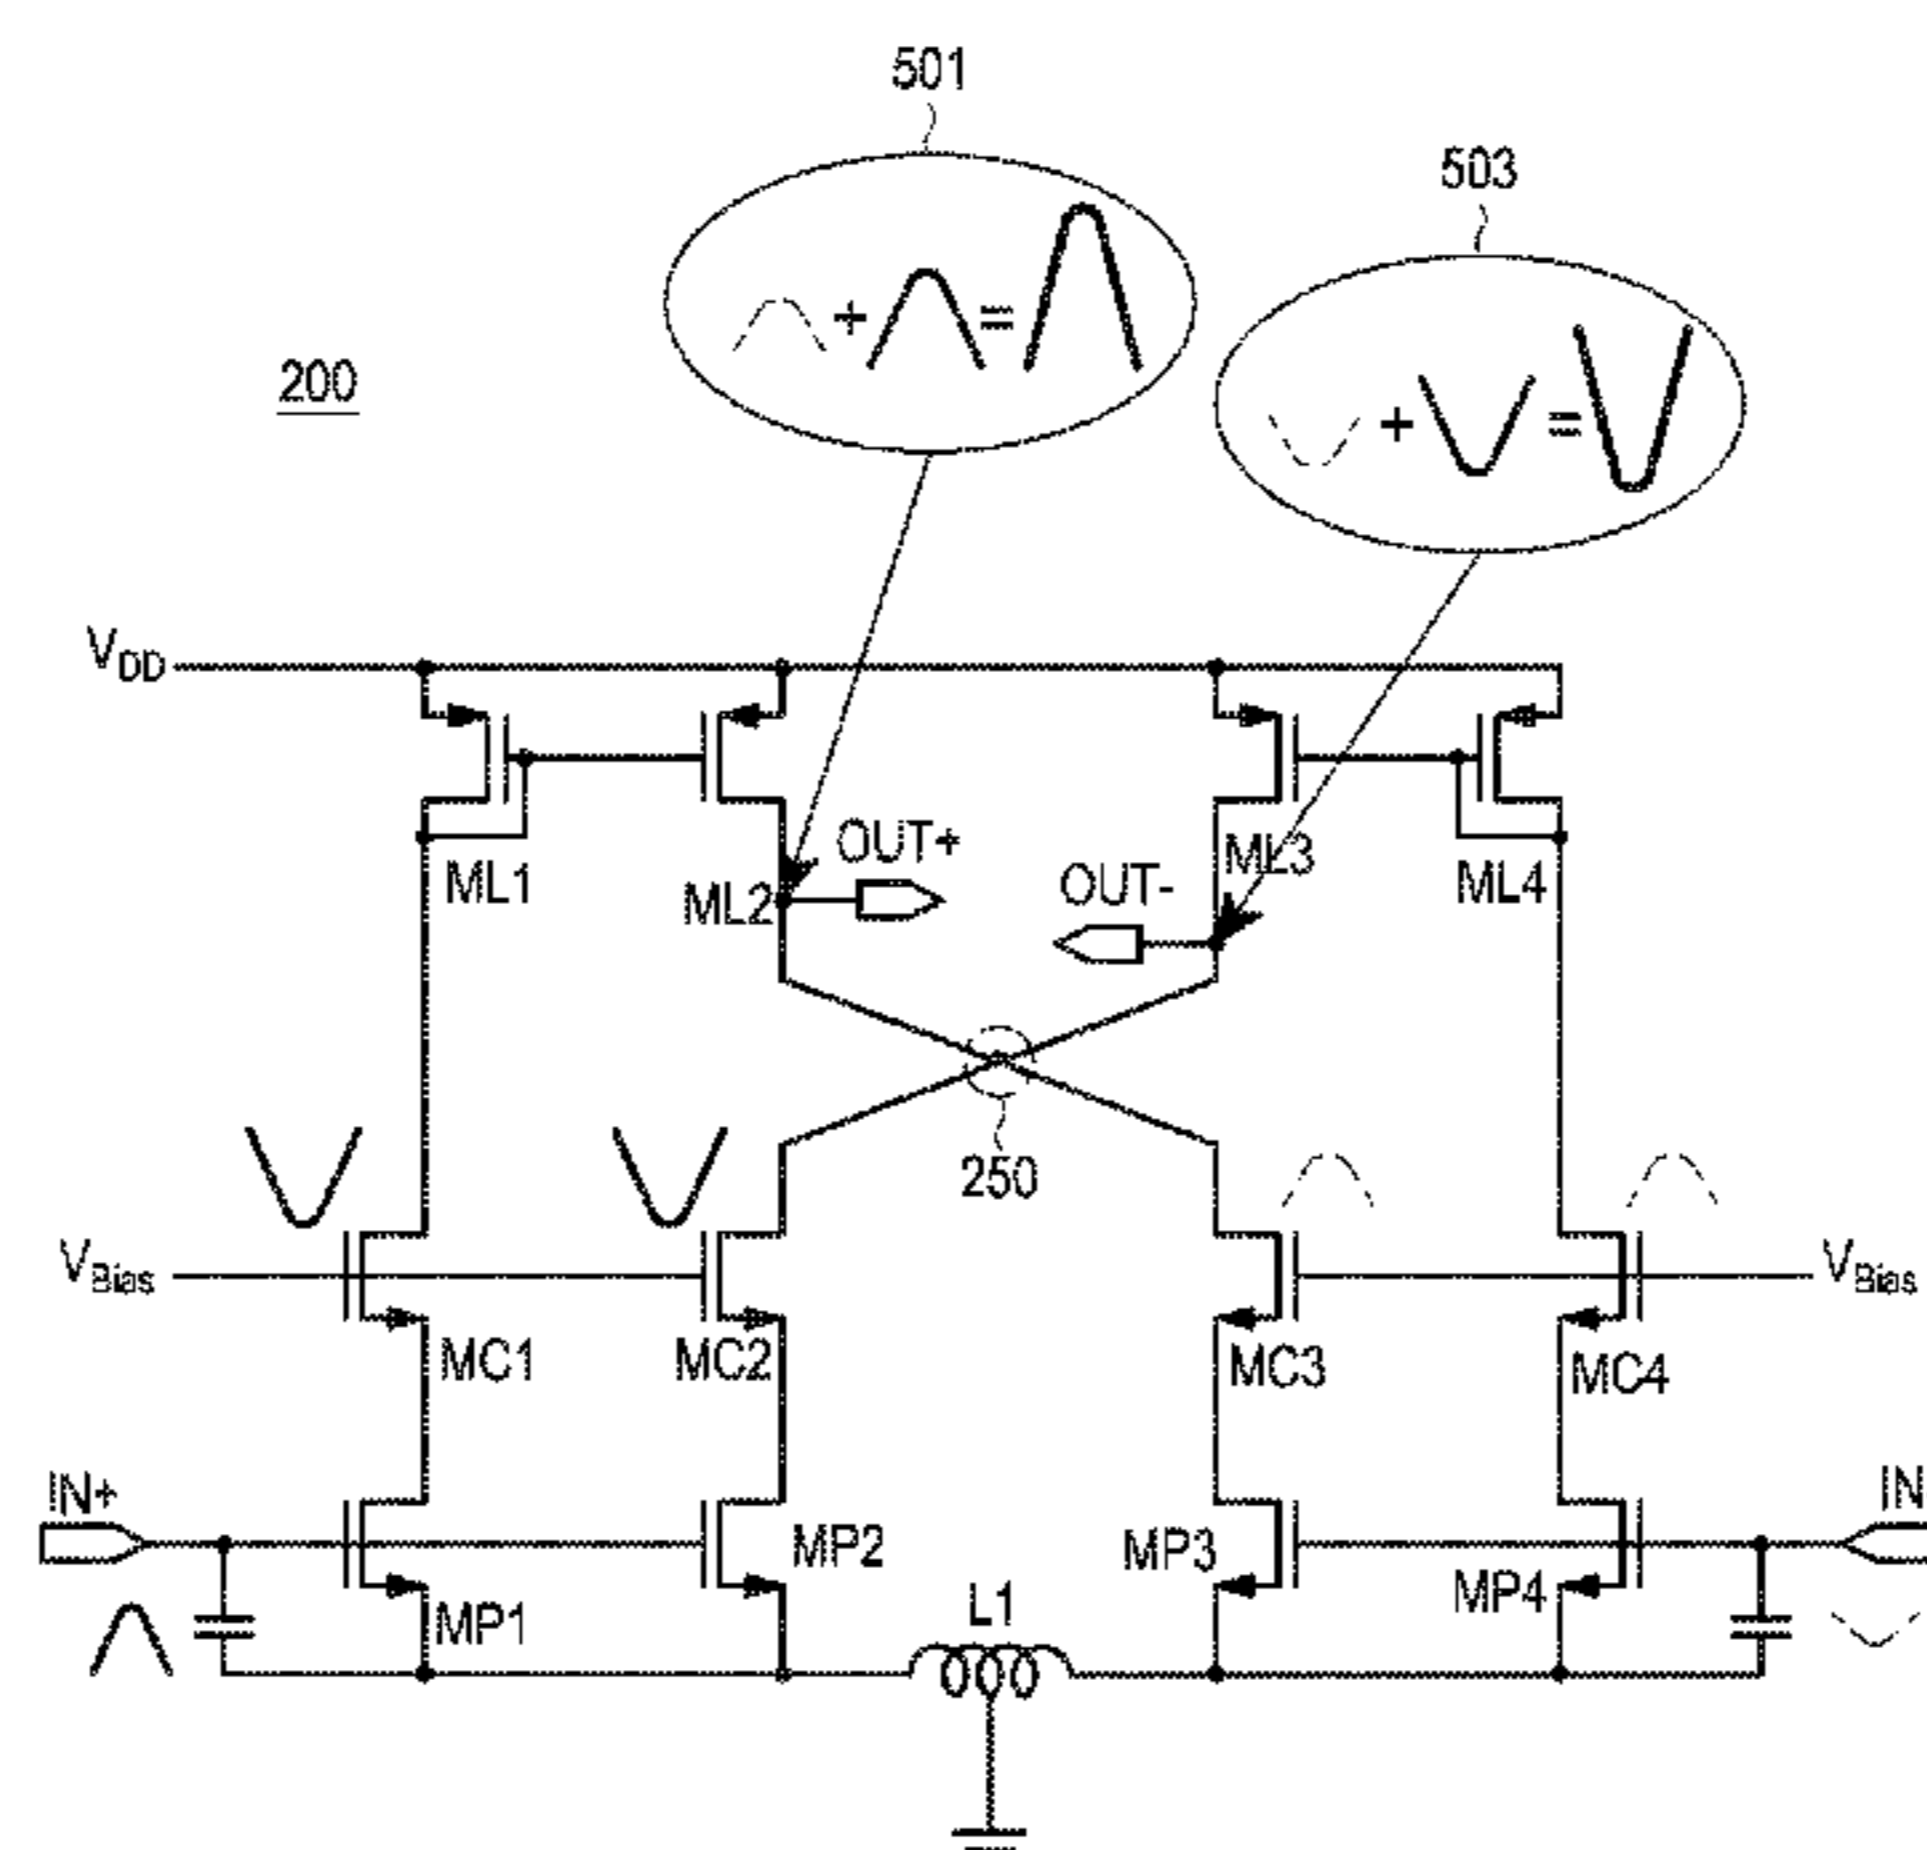 501
503
200
+ =
+ =
VDD
ML1
ML2
OUT+
OUT-
ML3
ML4
250
VBias
VBias
MC1
MC2
MC3
MC4
IN+
IN
MP1
MP2
MP3
MP4
L1